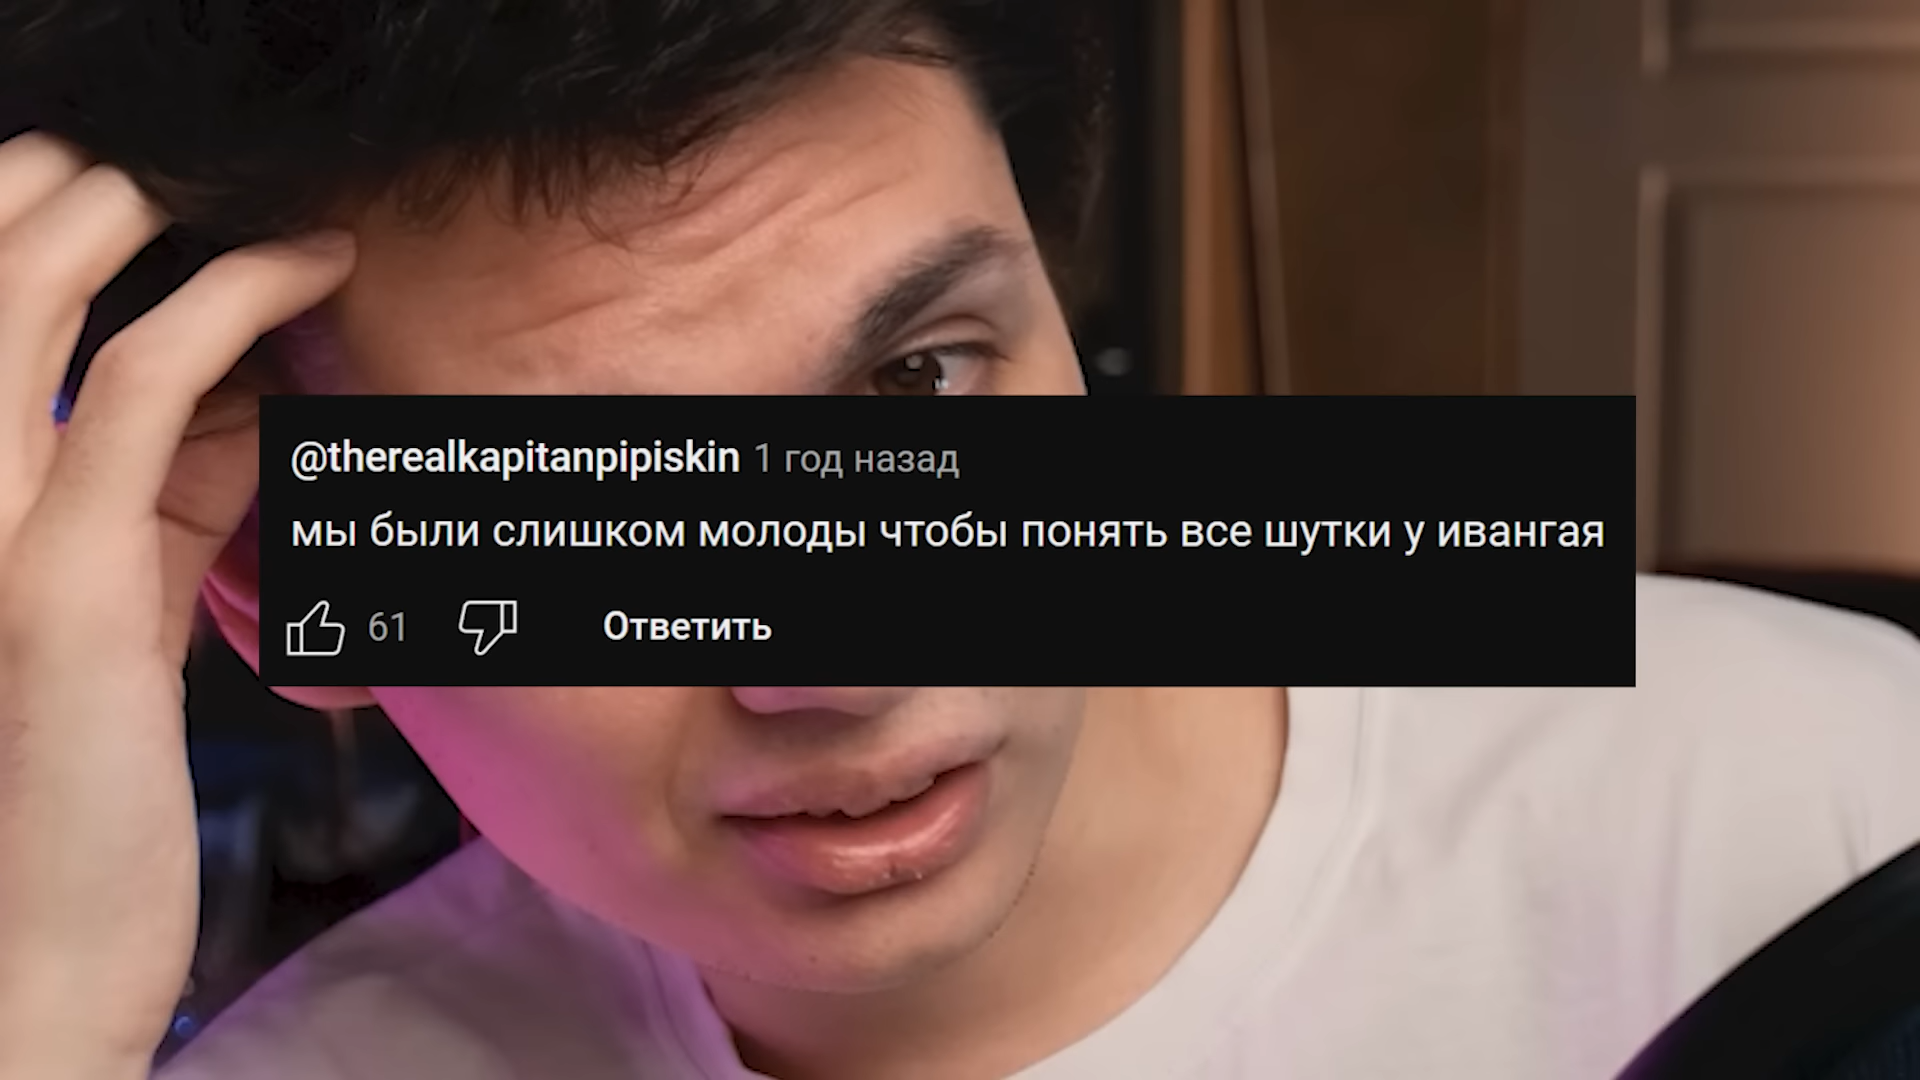 @therealkapitanpipiskin 1 год назад
мы были слишком молоды чтобы понять все шутки у ивангая
61 Ответить